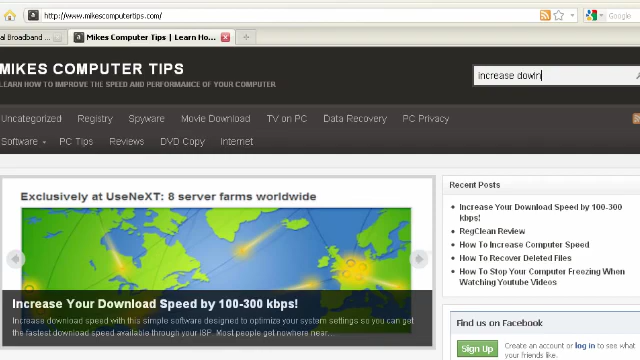 http://www.mikescomputertips.com/
Google
al Broadband ...
Mikes Computer Tips | Learn Ho...
MIKES COMPUTER TIPS
LEARN HOW TO IMPROVE THE SPEED AND PERFORMANCE OF YOUR COMPUTER
increase downn
Uncategorized Registry Spyware Movie Download TV on PC Data Recovery PC Privacy
Software PC Tips Reviews DVD Copy Internet
Exclusively at UseNeXT: 8 server farms worldwide
Increase Your Download Speed by 100-300 kbps!
Increase download speed with this simple software designed to optimize your system settings so you can get
the fastest download speed available through your ISP. Most people get nowhere near...
Recent Posts
Increase Your Download Speed by 100-300
kbps!
RegClean Review
How To Increase Computer Speed
How To Recover Deleted Files
How To Stop Your Computer Freezing When
Watching Youtube Videos
Find us on Facebook
Sign Up
Create an account or log in to see what
your friends like.